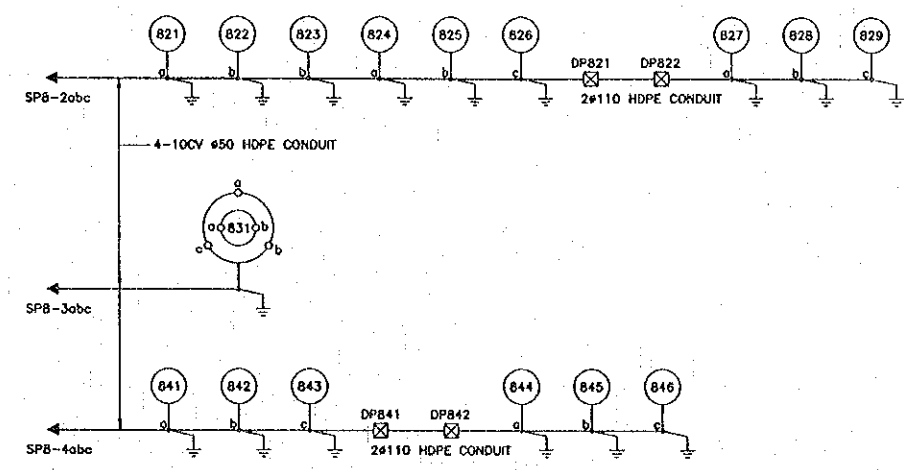 821 822 823 824 825 826 827 828 829
DP821 DP822
a b b a b c a b c
SP8-2abc
2ø110 HDPE CONDUIT
4-10CV ø50 HDPE CONDUIT
a
a 831 b
c b
SP8-3abc
841 842 843 844 845 846
DP841 DP842
a b c a b c
SP8-4abc
2ø110 HDPE CONDUIT